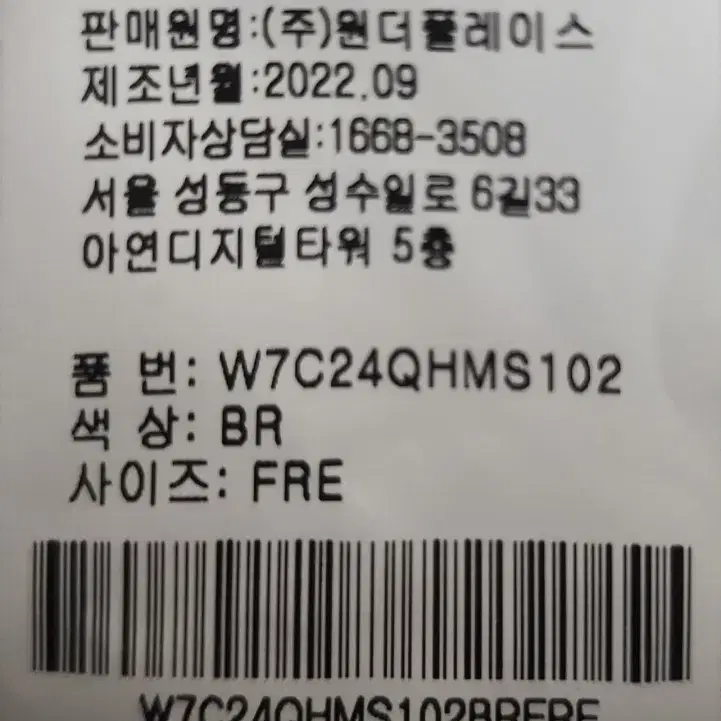 판매원명:(주)원더플레이스
제조년월:2022.09
소비자상담실:1668-3508
서울 성동구 성수일로 6길33
아연디지털타워 5층
품 번: W7C24QHMS102
색 상: BR
사이즈: FRE
W7C24QHMS102BRFRE